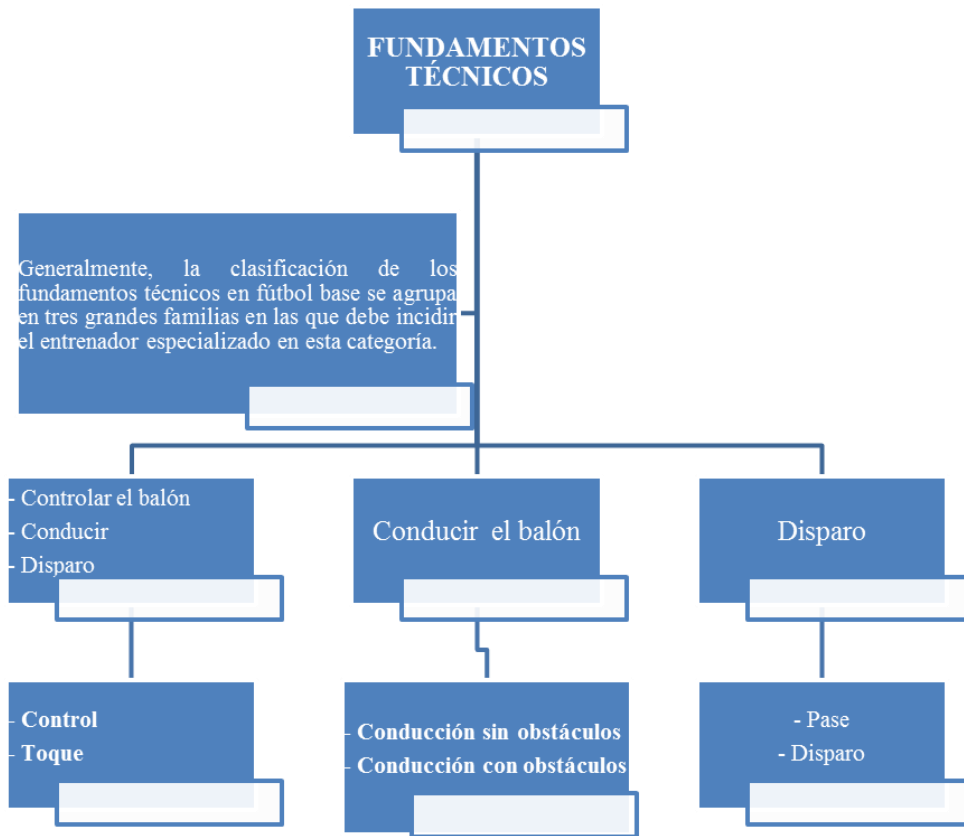 FUNDAMENTOS
TÉCNICOS
Generalmente, la clasificación de los
fundamentos técnicos en fútbol base se agrupa
en tres grandes familias en las que debe incidir
el entrenador especializado en esta categoría.
- Controlar el balón
- Conducir
- Disparo
Conducir el balón
Disparo
- Control
- Toque
- Conducción sin obstáculos
- Conducción con obstáculos
- Pase
- Disparo